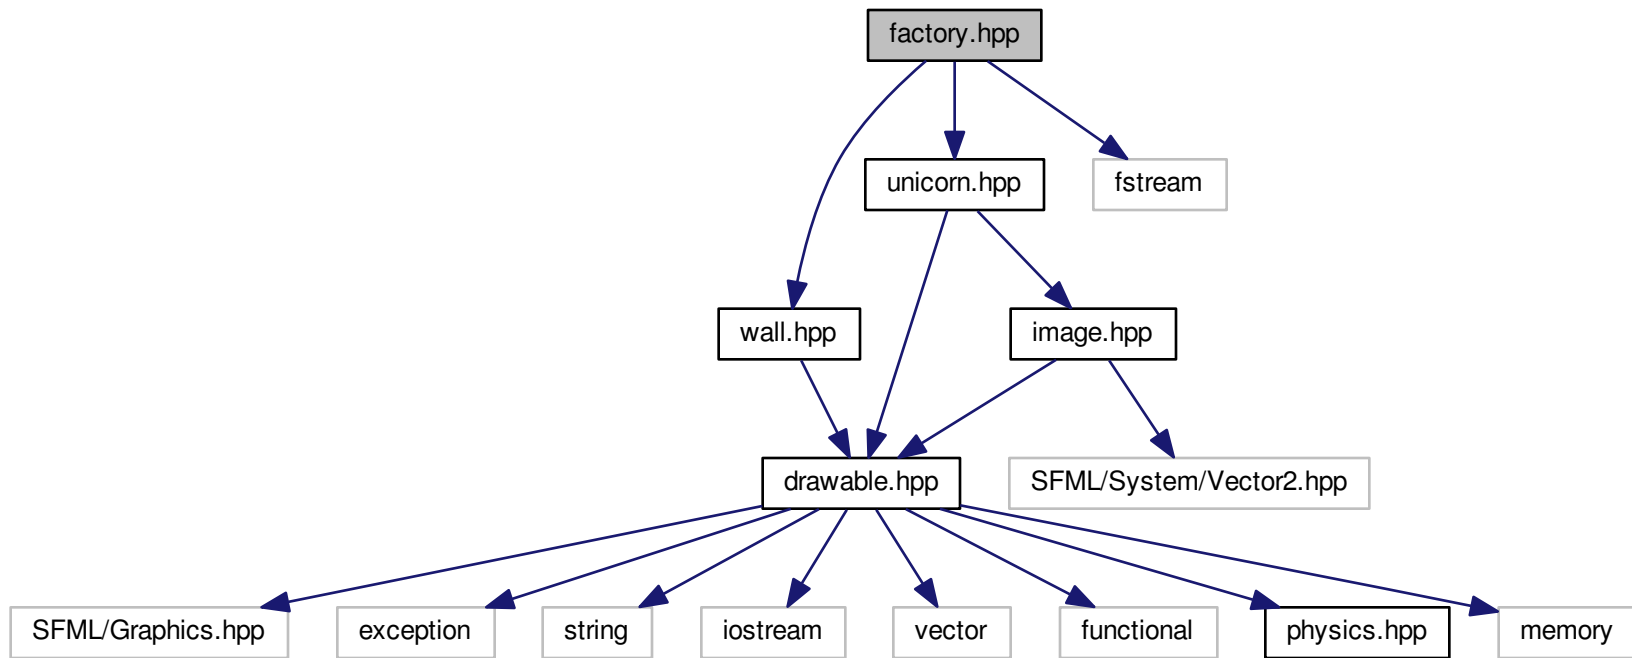 factory.hpp
unicorn.hpp
fstream
wall.hpp
image.hpp
drawable.hpp
SFML/System/Vector2.hpp
SFML/Graphics.hpp
exception
string
iostream
vector
functional
physics.hpp
memory